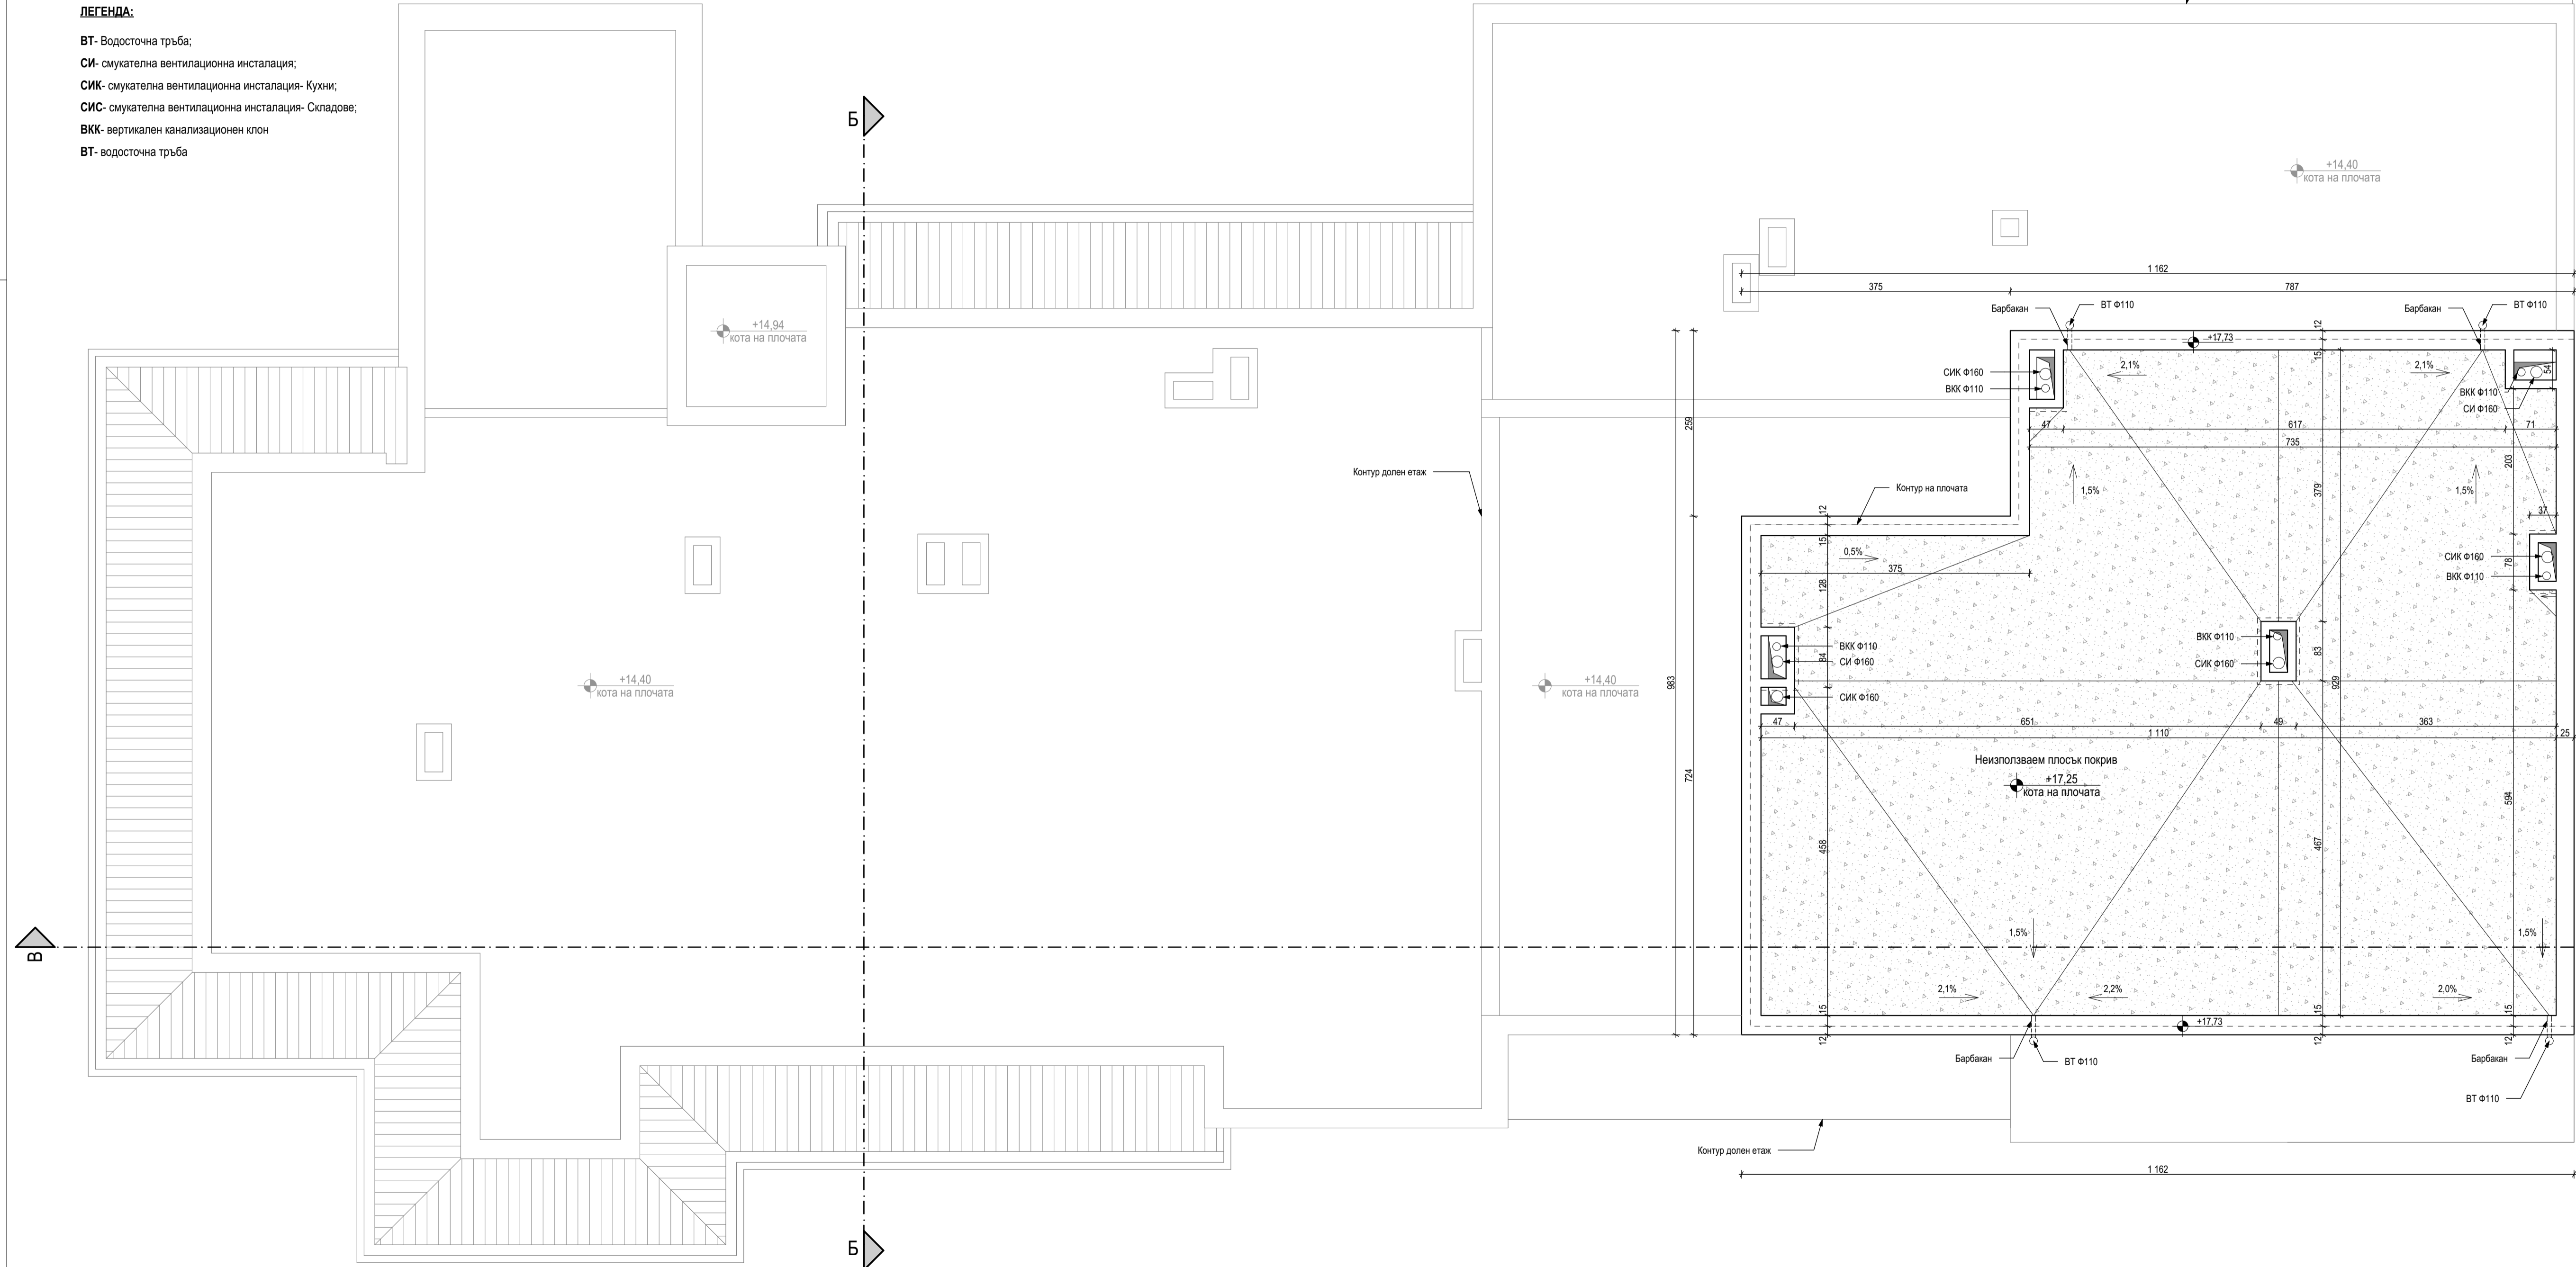 ЛЕГЕНДА:
ВТ- Водосточна тръба;
СИ- смукателна вентилационна инсталация;
СИК- смукателна вентилационна инсталация- Кухни;
СИС- смукателна вентилационна инсталация- Складове;
ВКК- вертикален канализационен клон
ВТ- водосточна тръба
Б
+14,40
кота на плочата
1 162
375
787
Барбакан
ВТ Ф110
Барбакан
ВТ Ф110
+14,94
кота на плочата
12
+17,73
15
2,1%
2,1%
СИК Ф160
ВКК Ф110
54
ВКК Ф110
СИ Ф160
259
47
617
71
735
203
Контур долен етаж
Контур на плочата
1,5%
379
1,5%
12
37
15
0,5%
375
128
СИК Ф160
78
ВКК Ф110
ВКК Ф110
84
СИ Ф160
ВКК Ф110
СИК Ф160
83
+14,40
кота на плочата
+14,40
кота на плочата
983
929
СИК Ф160
47
651
49
363
1 110
25
Неизползваем плосък покрив
+17,25
кота на плочата
724
594
458
467
В
1,5%
1,5%
2,1%
2,2%
2,0%
15
15
15
+17,73
12
12
12
Барбакан
ВТ Ф110
Барбакан
ВТ Ф110
Контур долен етаж
1 162
Б